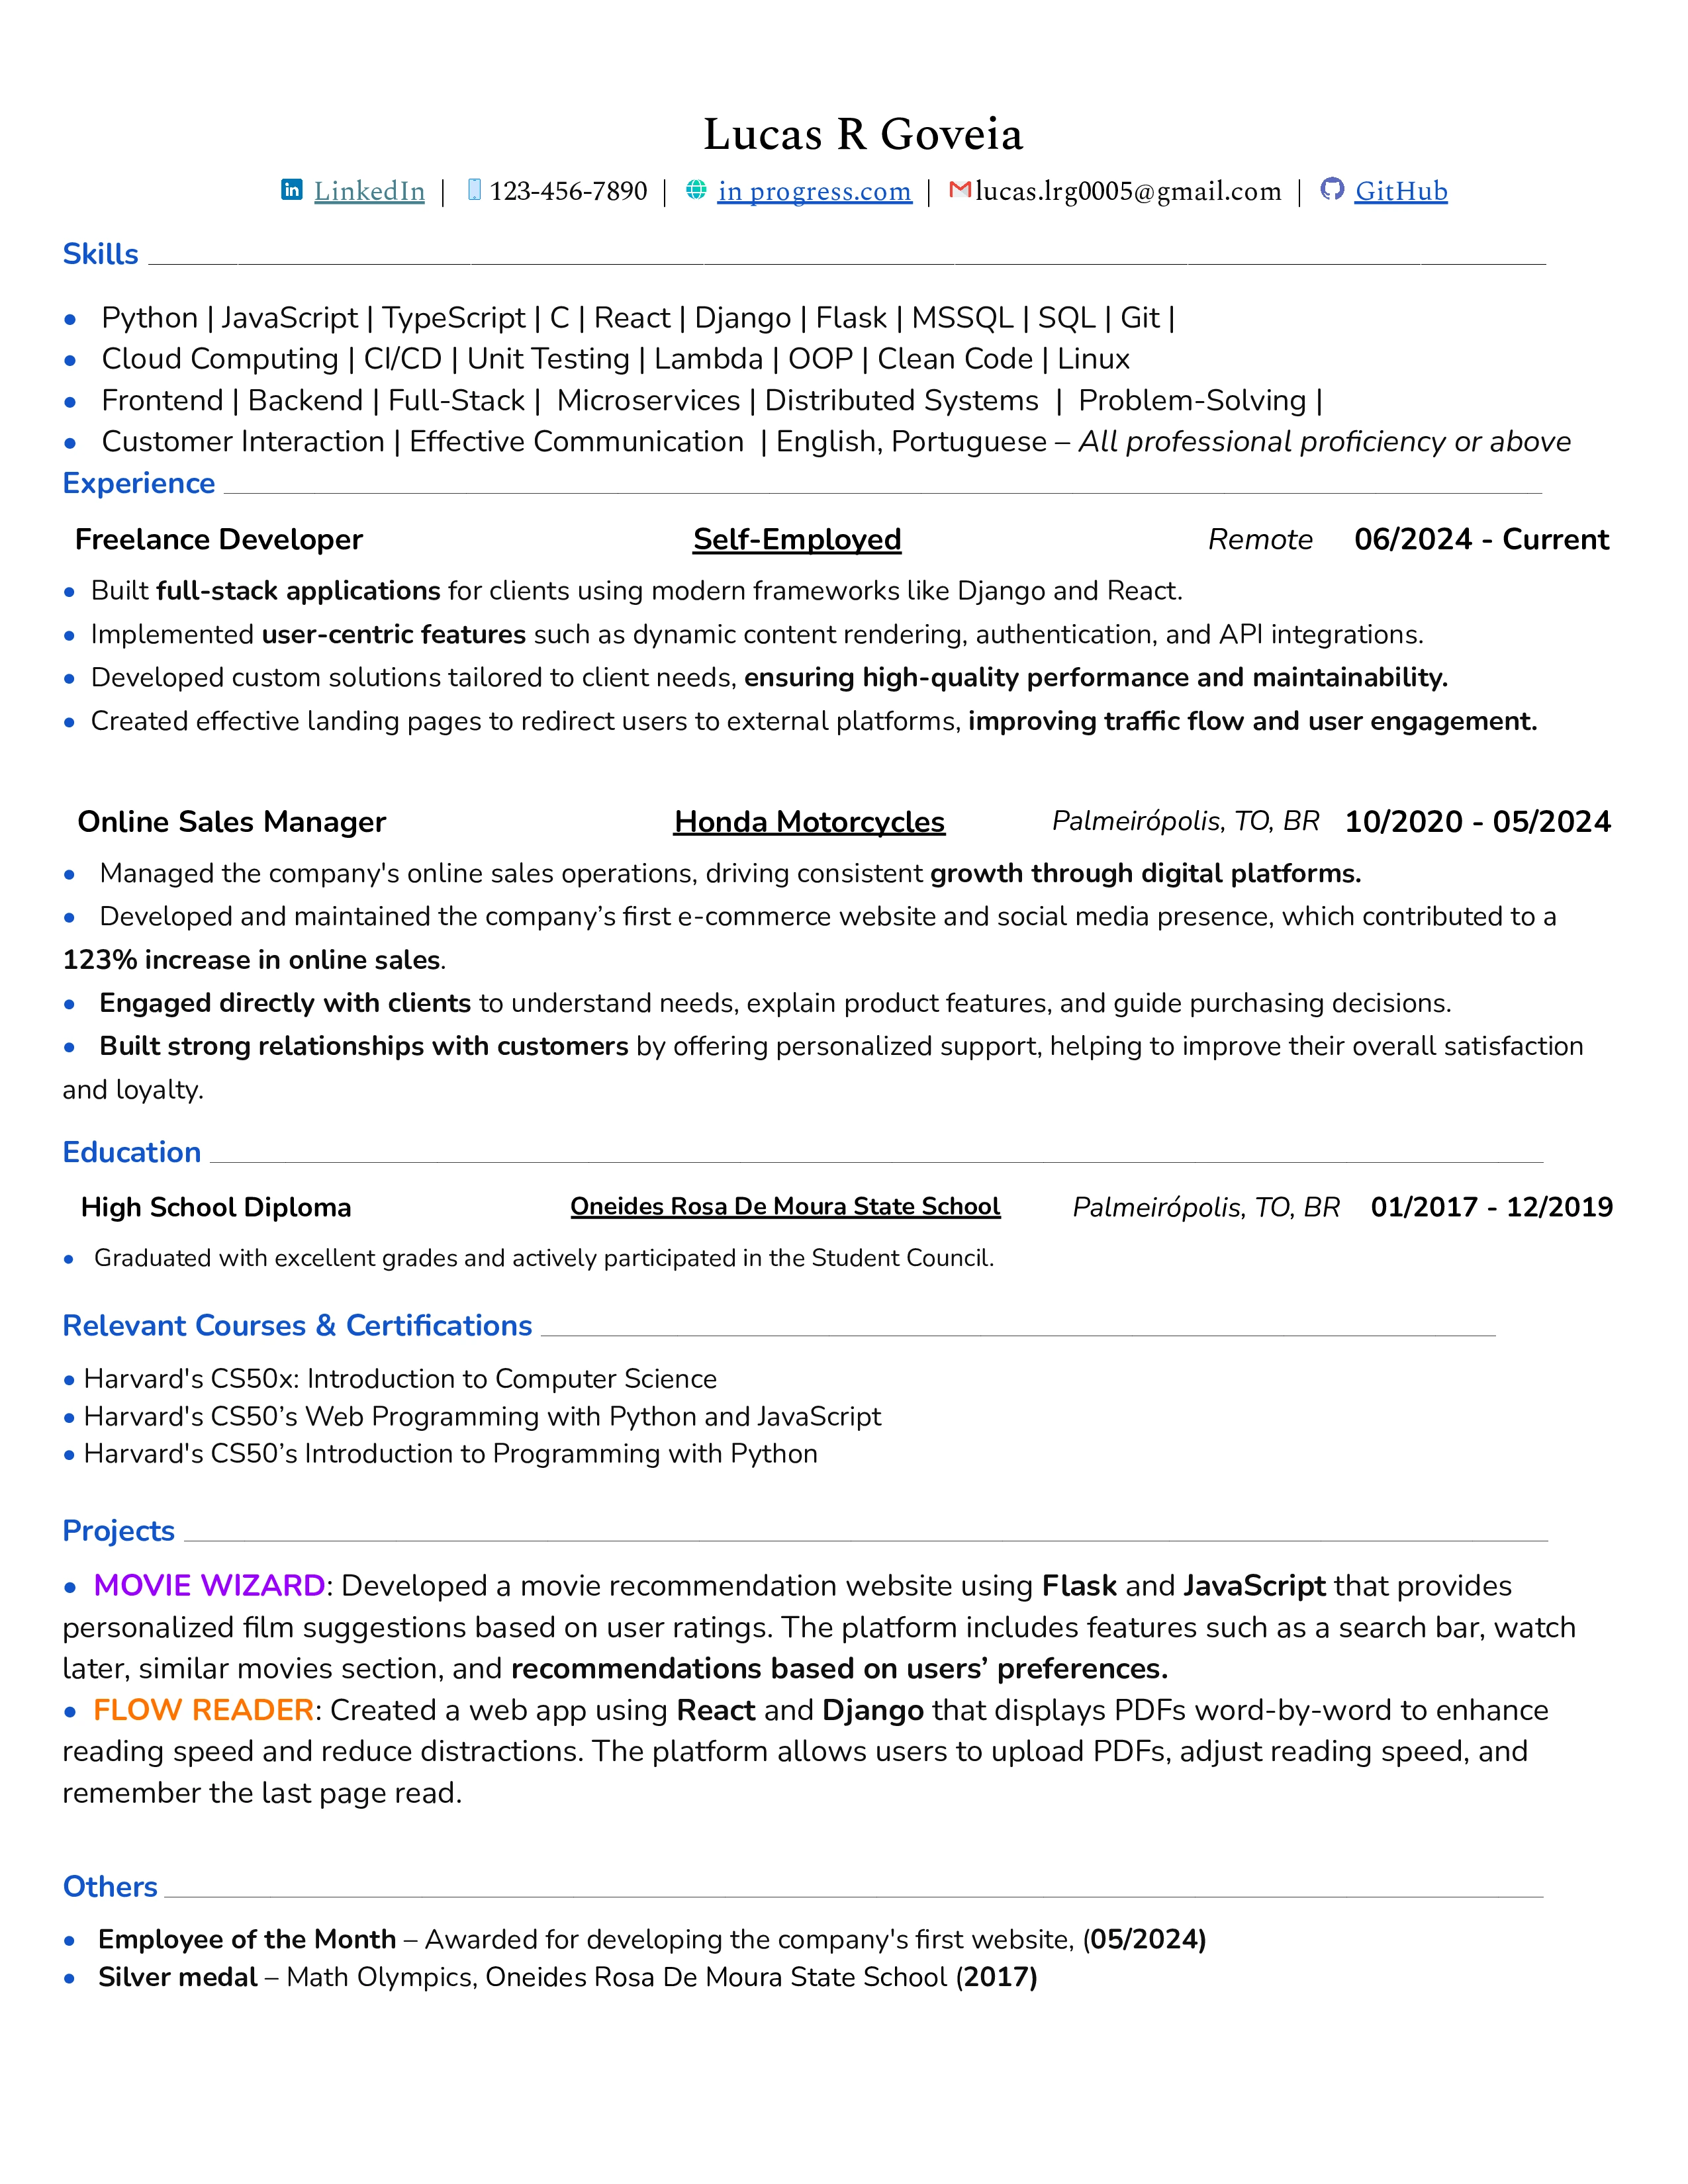 Lucas R Goveia
LinkedIn | 123-456-7890 | in progress.com | lucas.lrg0005@gmail.com | GitHub
Skills
• Python | JavaScript | TypeScript | C | React | Django | Flask | MSSQL | SQL | Git |
• Cloud Computing | CI/CD | Unit Testing | Lambda | OOP | Clean Code | Linux
• Frontend | Backend | Full-Stack | Microservices | Distributed Systems | Problem-Solving |
• Customer Interaction | Effective Communication | English, Portuguese – All professional proficiency or above
Experience
Freelance Developer Self-Employed Remote 06/2024 - Current
• Built full-stack applications for clients using modern frameworks like Django and React.
• Implemented user-centric features such as dynamic content rendering, authentication, and API integrations.
• Developed custom solutions tailored to client needs, ensuring high-quality performance and maintainability.
• Created effective landing pages to redirect users to external platforms, improving traffic flow and user engagement.
Online Sales Manager Honda Motorcycles Palmeirópolis, TO, BR 10/2020 - 05/2024
• Managed the company's online sales operations, driving consistent growth through digital platforms.
• Developed and maintained the company’s first e-commerce website and social media presence, which contributed to a
123% increase in online sales.
• Engaged directly with clients to understand needs, explain product features, and guide purchasing decisions.
• Built strong relationships with customers by offering personalized support, helping to improve their overall satisfaction
and loyalty.
Education
High School Diploma Oneides Rosa De Moura State School Palmeirópolis, TO, BR 01/2017 - 12/2019
• Graduated with excellent grades and actively participated in the Student Council.
Relevant Courses & Certifications
• Harvard's CS50x: Introduction to Computer Science
• Harvard's CS50’s Web Programming with Python and JavaScript
• Harvard's CS50’s Introduction to Programming with Python
Projects
• MOVIE WIZARD: Developed a movie recommendation website using Flask and JavaScript that provides
personalized film suggestions based on user ratings. The platform includes features such as a search bar, watch
later, similar movies section, and recommendations based on users’ preferences.
• FLOW READER: Created a web app using React and Django that displays PDFs word-by-word to enhance
reading speed and reduce distractions. The platform allows users to upload PDFs, adjust reading speed, and
remember the last page read.
Others
• Employee of the Month – Awarded for developing the company's first website, (05/2024)
• Silver medal – Math Olympics, Oneides Rosa De Moura State School (2017)